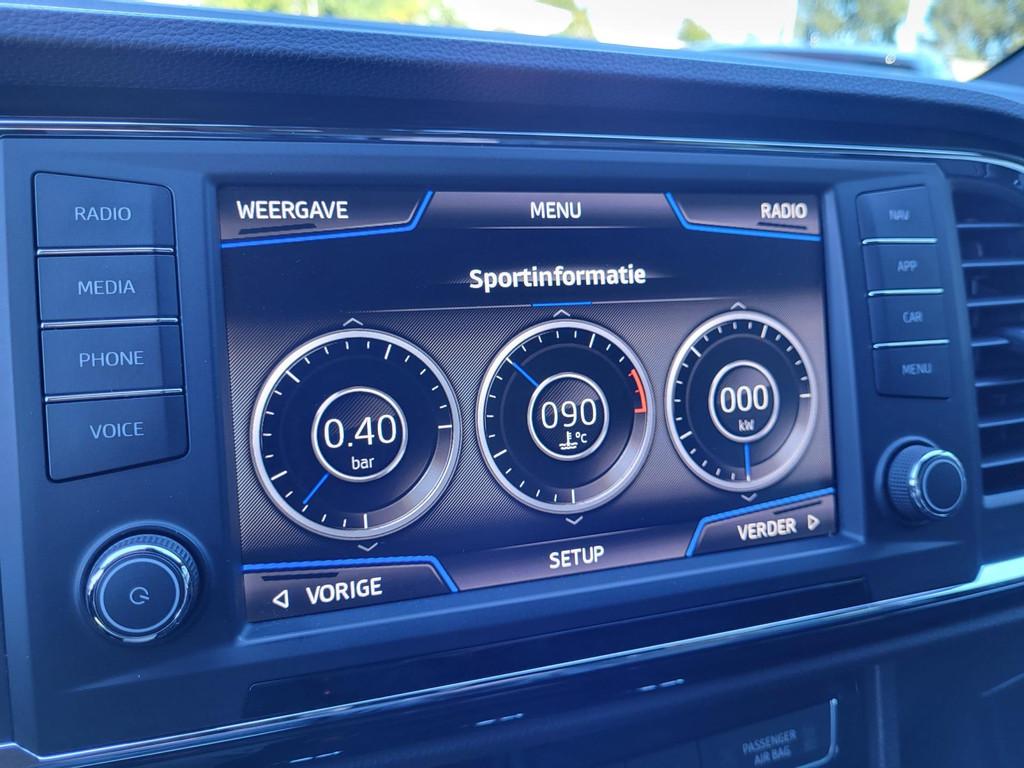 WEERGAVE
MENU
RADIO
Sportinformatie
RADIO
MEDIA
PHONE
VOICE
0.40
bar
090
°C
000
kW
NAV
APP
CAR
MENU
VORIGE
SETUP
VERDER
PASSENGER
AIR BAG